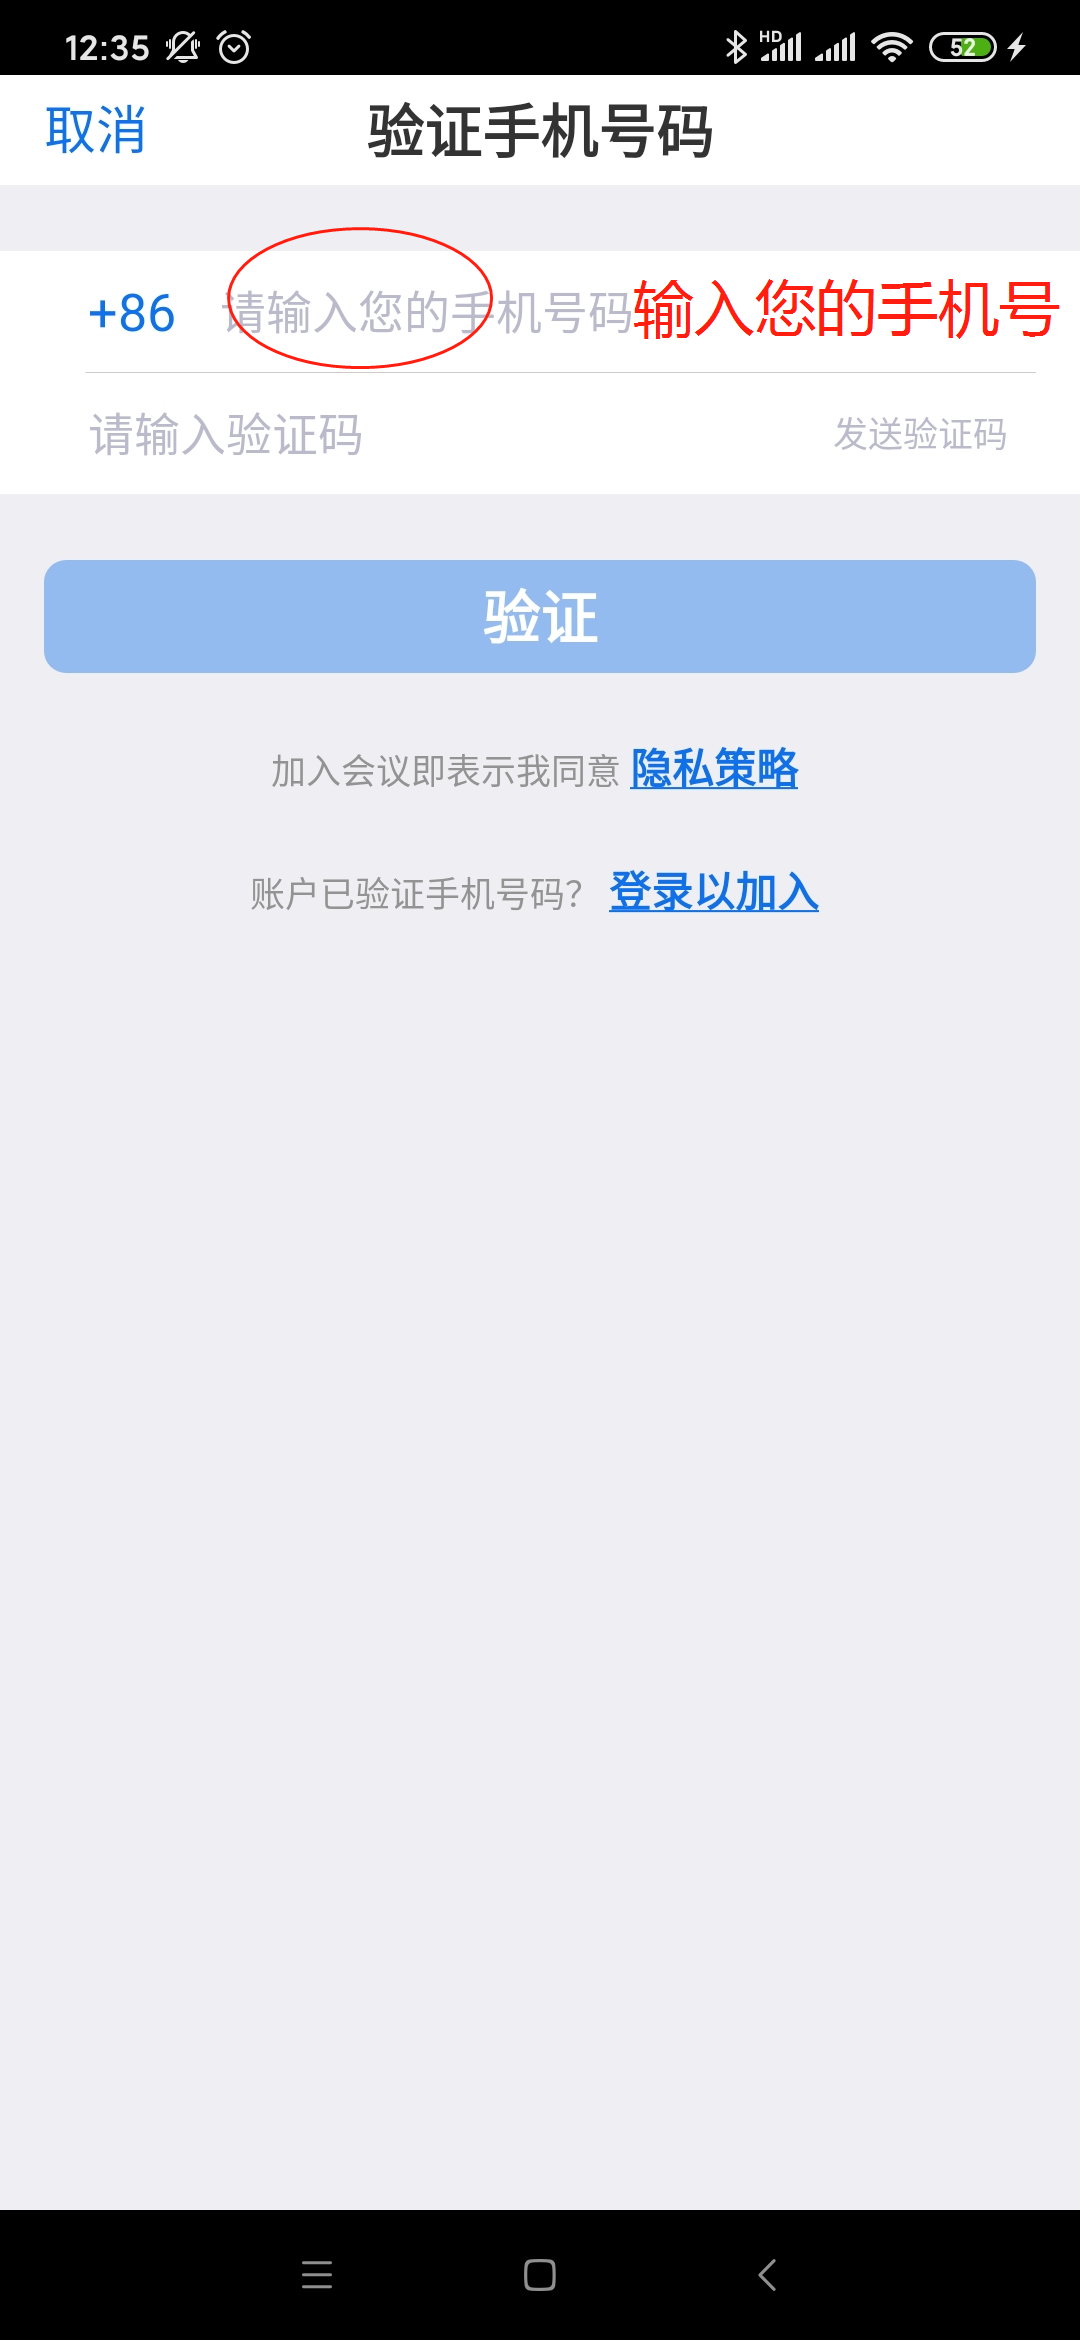 12:35 HD 52
取消 验证手机号码
+86 请输入您的手机号码 输入您的手机号
请输入验证码 发送验证码
验证
加入会议即表示我同意 隐私策略
账户已验证手机号码？ 登录以加入